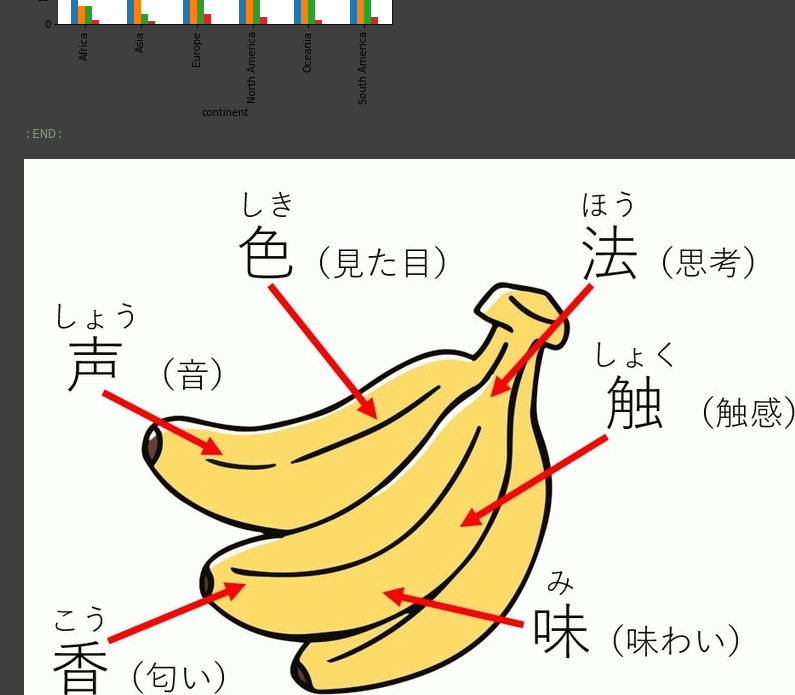 0
Africa
Asia
Europe
North America
Oceania
South America
continent
:END:
しき
色（見た目）
ほう
法（思考）
しょう
声（音）
しょく
触（触感）
み
味（味わい）
こう
香（匂い）